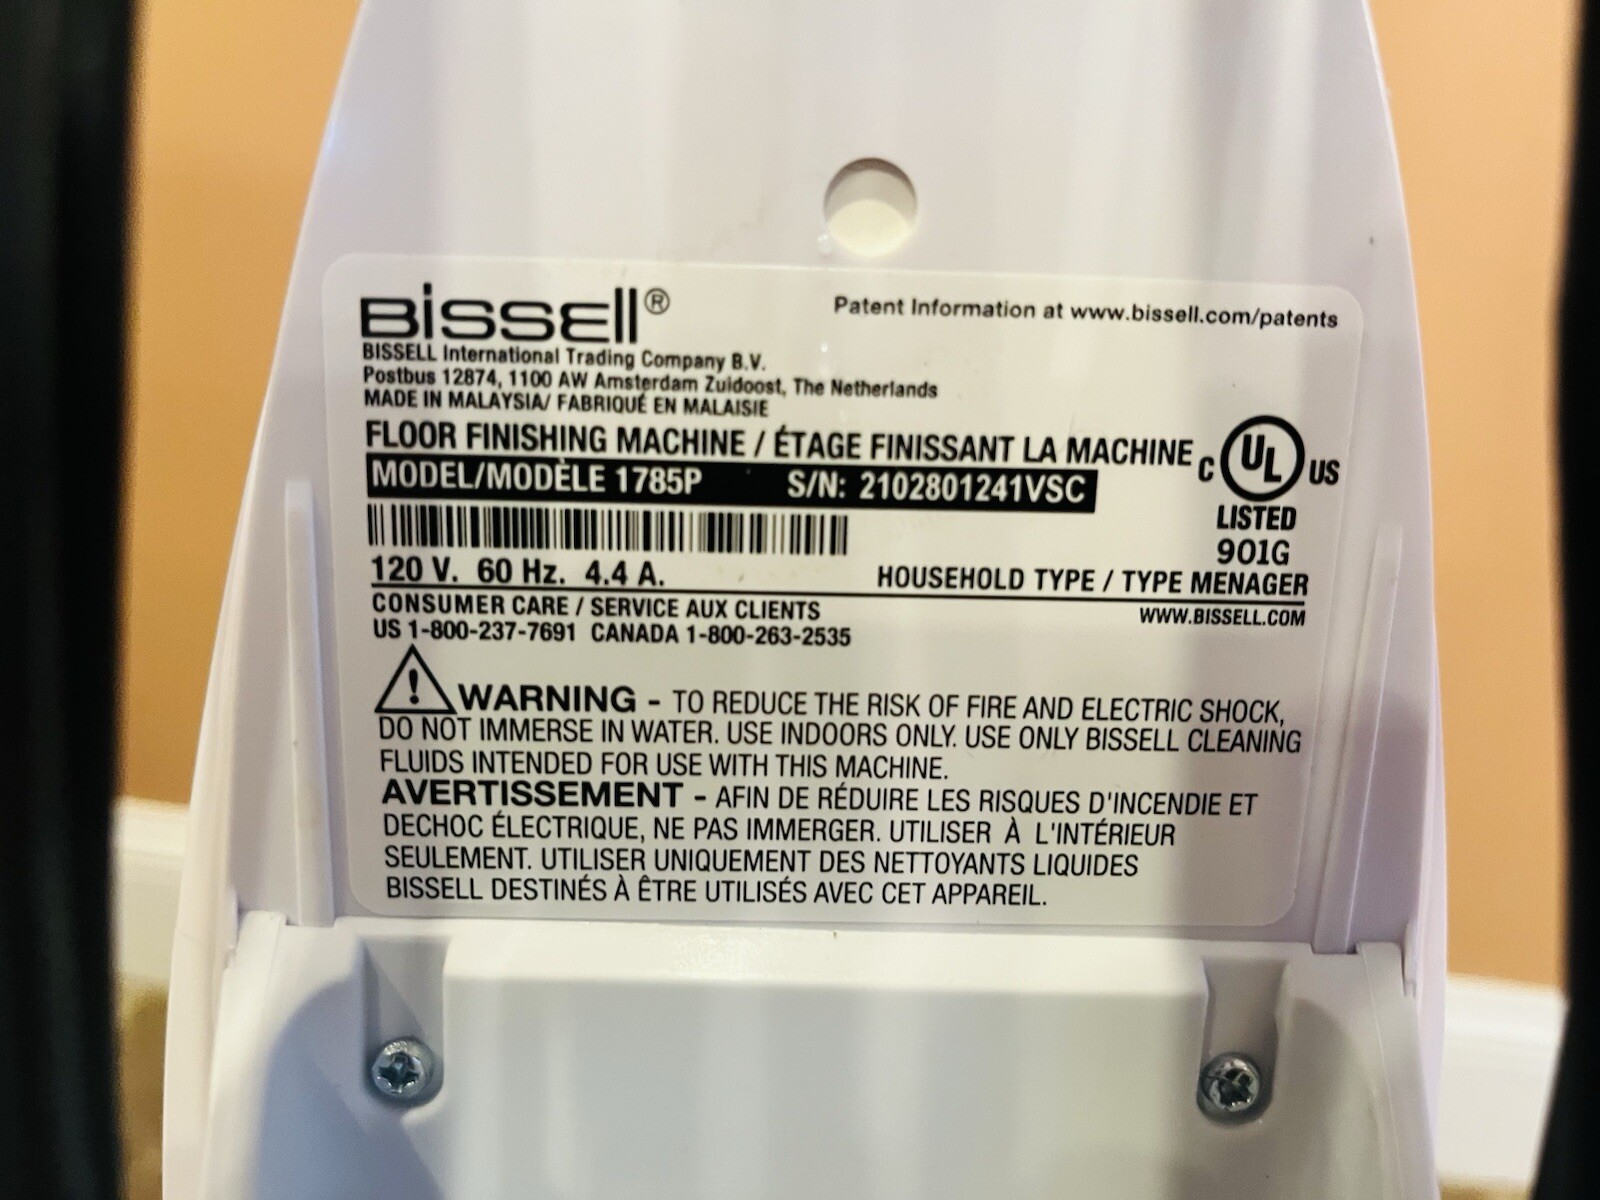 BISSELL®
Patent Information at www.bissell.com/patents
BISSELL International Trading Company B.V.
Postbus 12874, 1100 AW Amsterdam Zuidoost, The Netherlands
MADE IN MALAYSIA/ FABRIQUÉ EN MALAISIE
FLOOR FINISHING MACHINE / ÉTAGE FINISSANT LA MACHINE
MODEL/MODÈLE 1785P S/N: 2102801241VSC
C UL US
LISTED
901G
120 V. 60 Hz. 4.4 A.
HOUSEHOLD TYPE / TYPE MENAGER
CONSUMER CARE / SERVICE AUX CLIENTS
WWW.BISSELL.COM
US 1-800-237-7691 CANADA 1-800-263-2535
! WARNING - TO REDUCE THE RISK OF FIRE AND ELECTRIC SHOCK,
DO NOT IMMERSE IN WATER. USE INDOORS ONLY. USE ONLY BISSELL CLEANING
FLUIDS INTENDED FOR USE WITH THIS MACHINE.
AVERTISSEMENT - AFIN DE RÉDUIRE LES RISQUES D'INCENDIE ET
DECHOC ÉLECTRIQUE, NE PAS IMMERGER. UTILISER À L'INTÉRIEUR
SEULEMENT. UTILISER UNIQUEMENT DES NETTOYANTS LIQUIDES
BISSELL DESTINÉS À ÊTRE UTILISÉS AVEC CET APPAREIL.